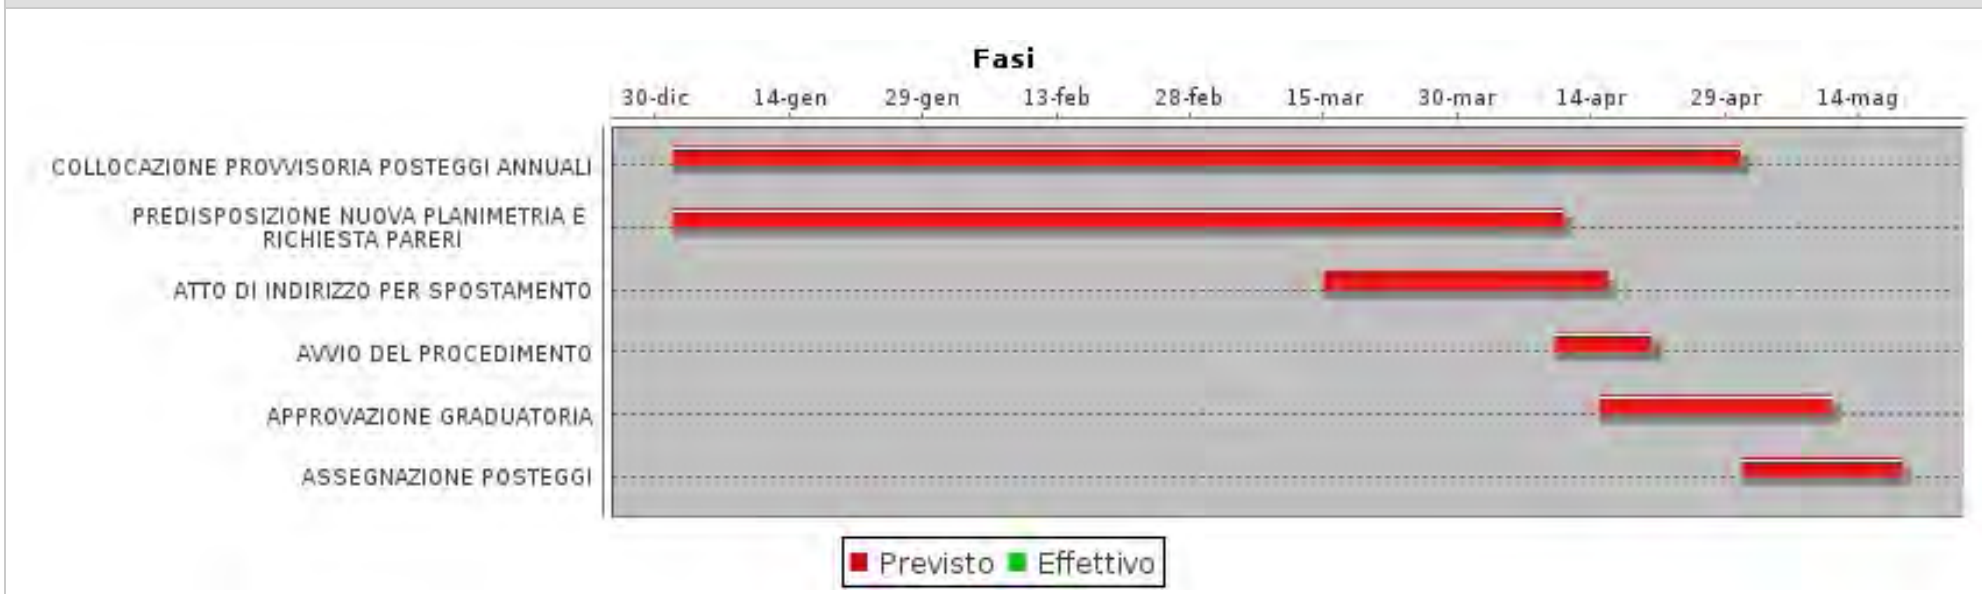 Fasi
30-dic 14-gen 29-gen 13-feb 28-feb 15-mar 30-mar 14-apr 29-apr 14-mag
COLLOCAZIONE PROVVISORIA POSTEGGI ANNUALI
PREDISPOSIZIONE NUOVA PLANIMETRIA E
RICHIESTA PARERI
ATTO DI INDIRIZZO PER SPOSTAMENTO
AVVIO DEL PROCEDIMENTO
APPROVAZIONE GRADUATORIA
ASSEGNAZIONE POSTEGGI
Previsto Effettivo